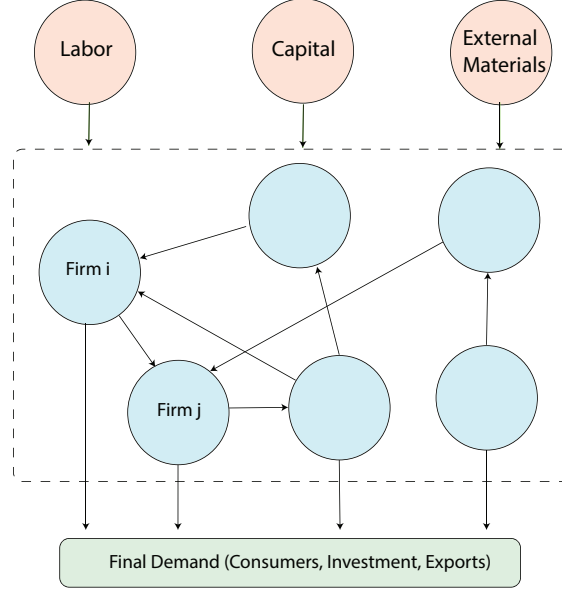 Labor
Capital
External
Materials
Firm i
Firm j
Final Demand (Consumers, Investment, Exports)